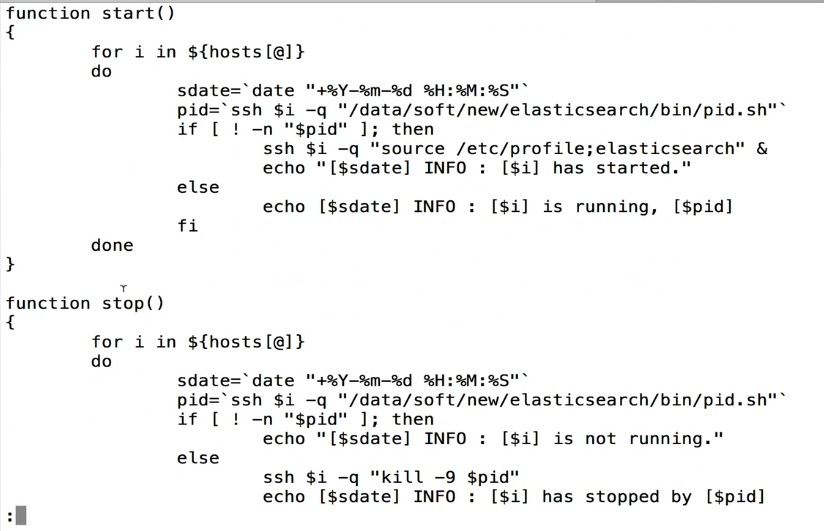 function start()
{
for i in ${hosts[@]}
do
sdate=`date "+%Y-%m-%d %H:%M:%S"`
pid=`ssh $i -q "/data/soft/new/elasticsearch/bin/pid.sh"`
if [ ! -n "$pid" ]; then
ssh $i -q "source /etc/profile;elasticsearch" &
echo "[$sdate] INFO : [$i] has started."
else
echo [$sdate] INFO : [$i] is running, [$pid]
fi
done
}
function stop()
{
for i in ${hosts[@]}
do
sdate=`date "+%Y-%m-%d %H:%M:%S"`
pid=`ssh $i -q "/data/soft/new/elasticsearch/bin/pid.sh"`
if [ ! -n "$pid" ]; then
echo "[$sdate] INFO : [$i] is not running."
else
ssh $i -q "kill -9 $pid"
echo [$sdate] INFO : [$i] has stopped by [$pid]
: